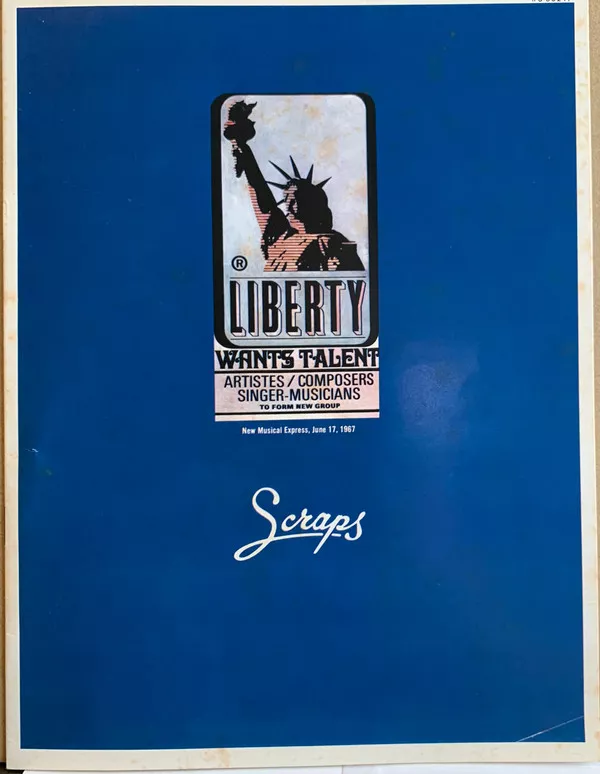 ®
LIBERTY
WANTS TALENT
ARTISTES / COMPOSERS
SINGER-MUSICIANS
TO FORM NEW GROUP
New Musical Express, June 17, 1967
Scraps